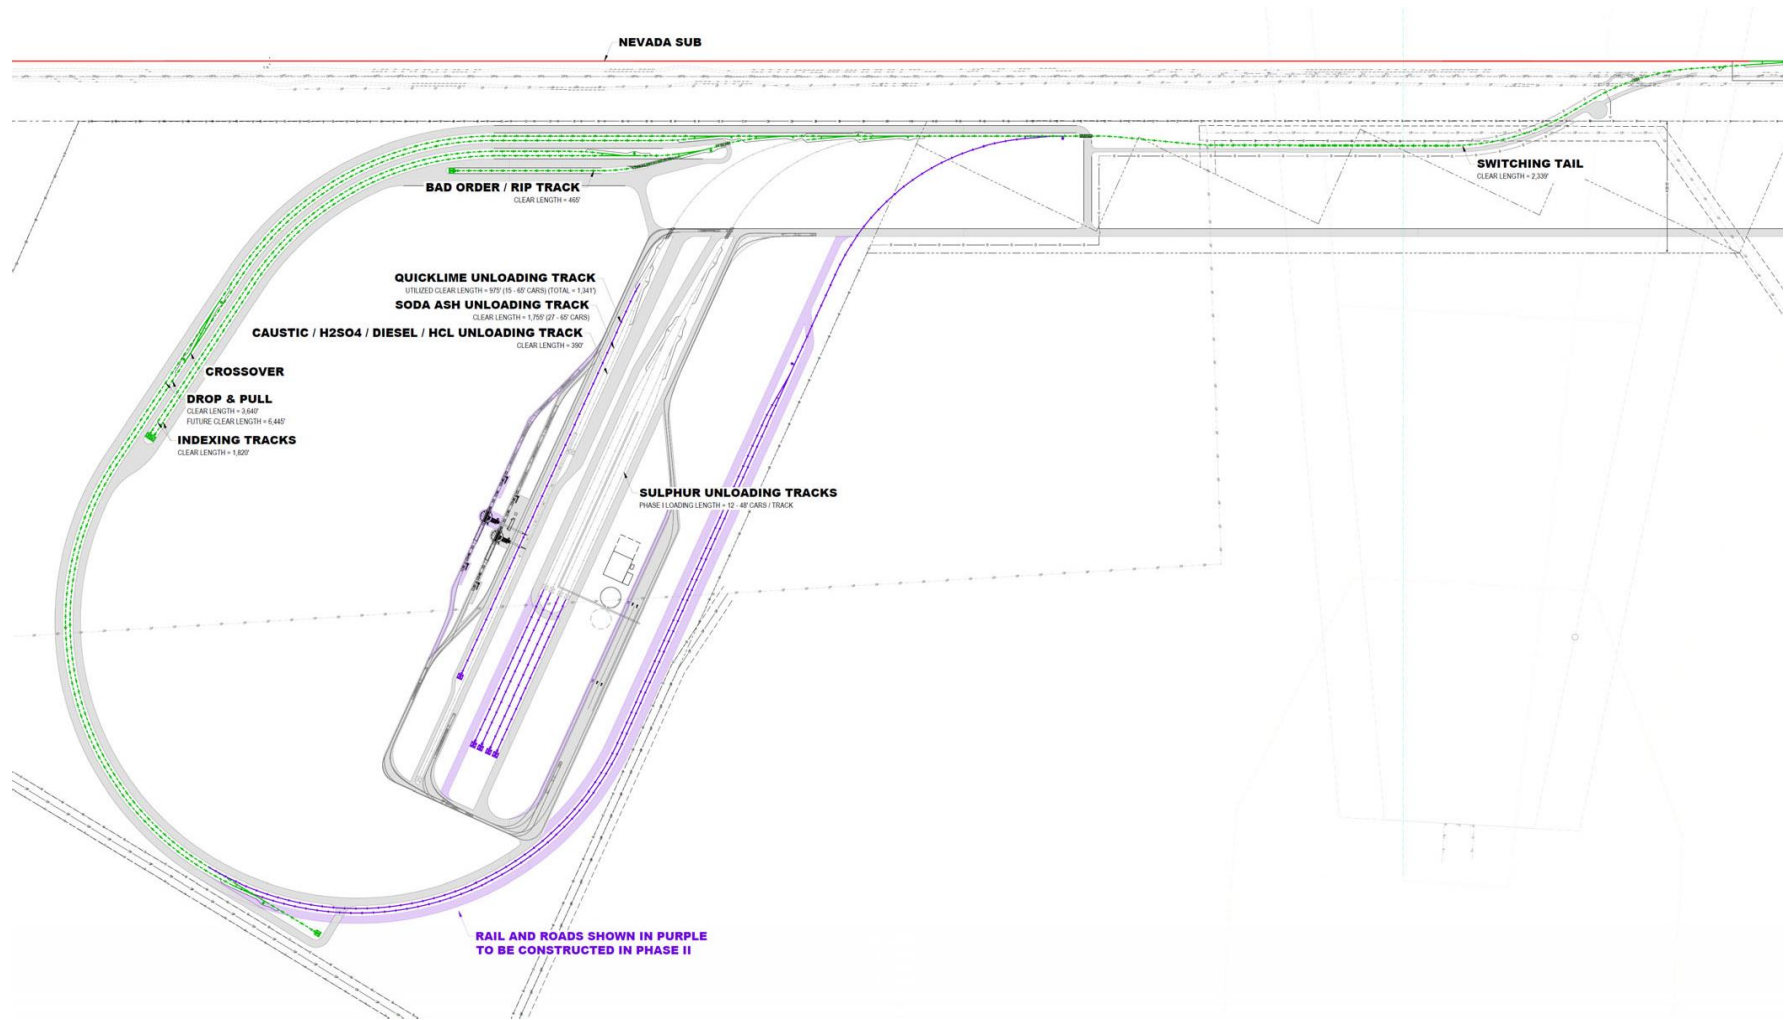 NEVADA SUB
SWITCHING TAIL
CLEAR LENGTH = 2,339'
BAD ORDER / RIP TRACK
CLEAR LENGTH = 465'
QUICKLIME UNLOADING TRACK
UTILIZED CLEAR LENGTH = 975' (15 - 65' CARS) (TOTAL = 1,341')
SODA ASH UNLOADING TRACK
CLEAR LENGTH = 1,755' (27 - 65' CARS)
CAUSTIC / H2SO4 / DIESEL / HCL UNLOADING TRACK
CLEAR LENGTH = 390'
CROSSOVER
DROP & PULL
CLEAR LENGTH = 3,640'
FUTURE CLEAR LENGTH = 6,445'
INDEXING TRACKS
CLEAR LENGTH = 1,820'
SULPHUR UNLOADING TRACKS
PHASE I LOADING LENGTH = 12 - 48' CARS / TRACK
RAIL AND ROADS SHOWN IN PURPLE
TO BE CONSTRUCTED IN PHASE II